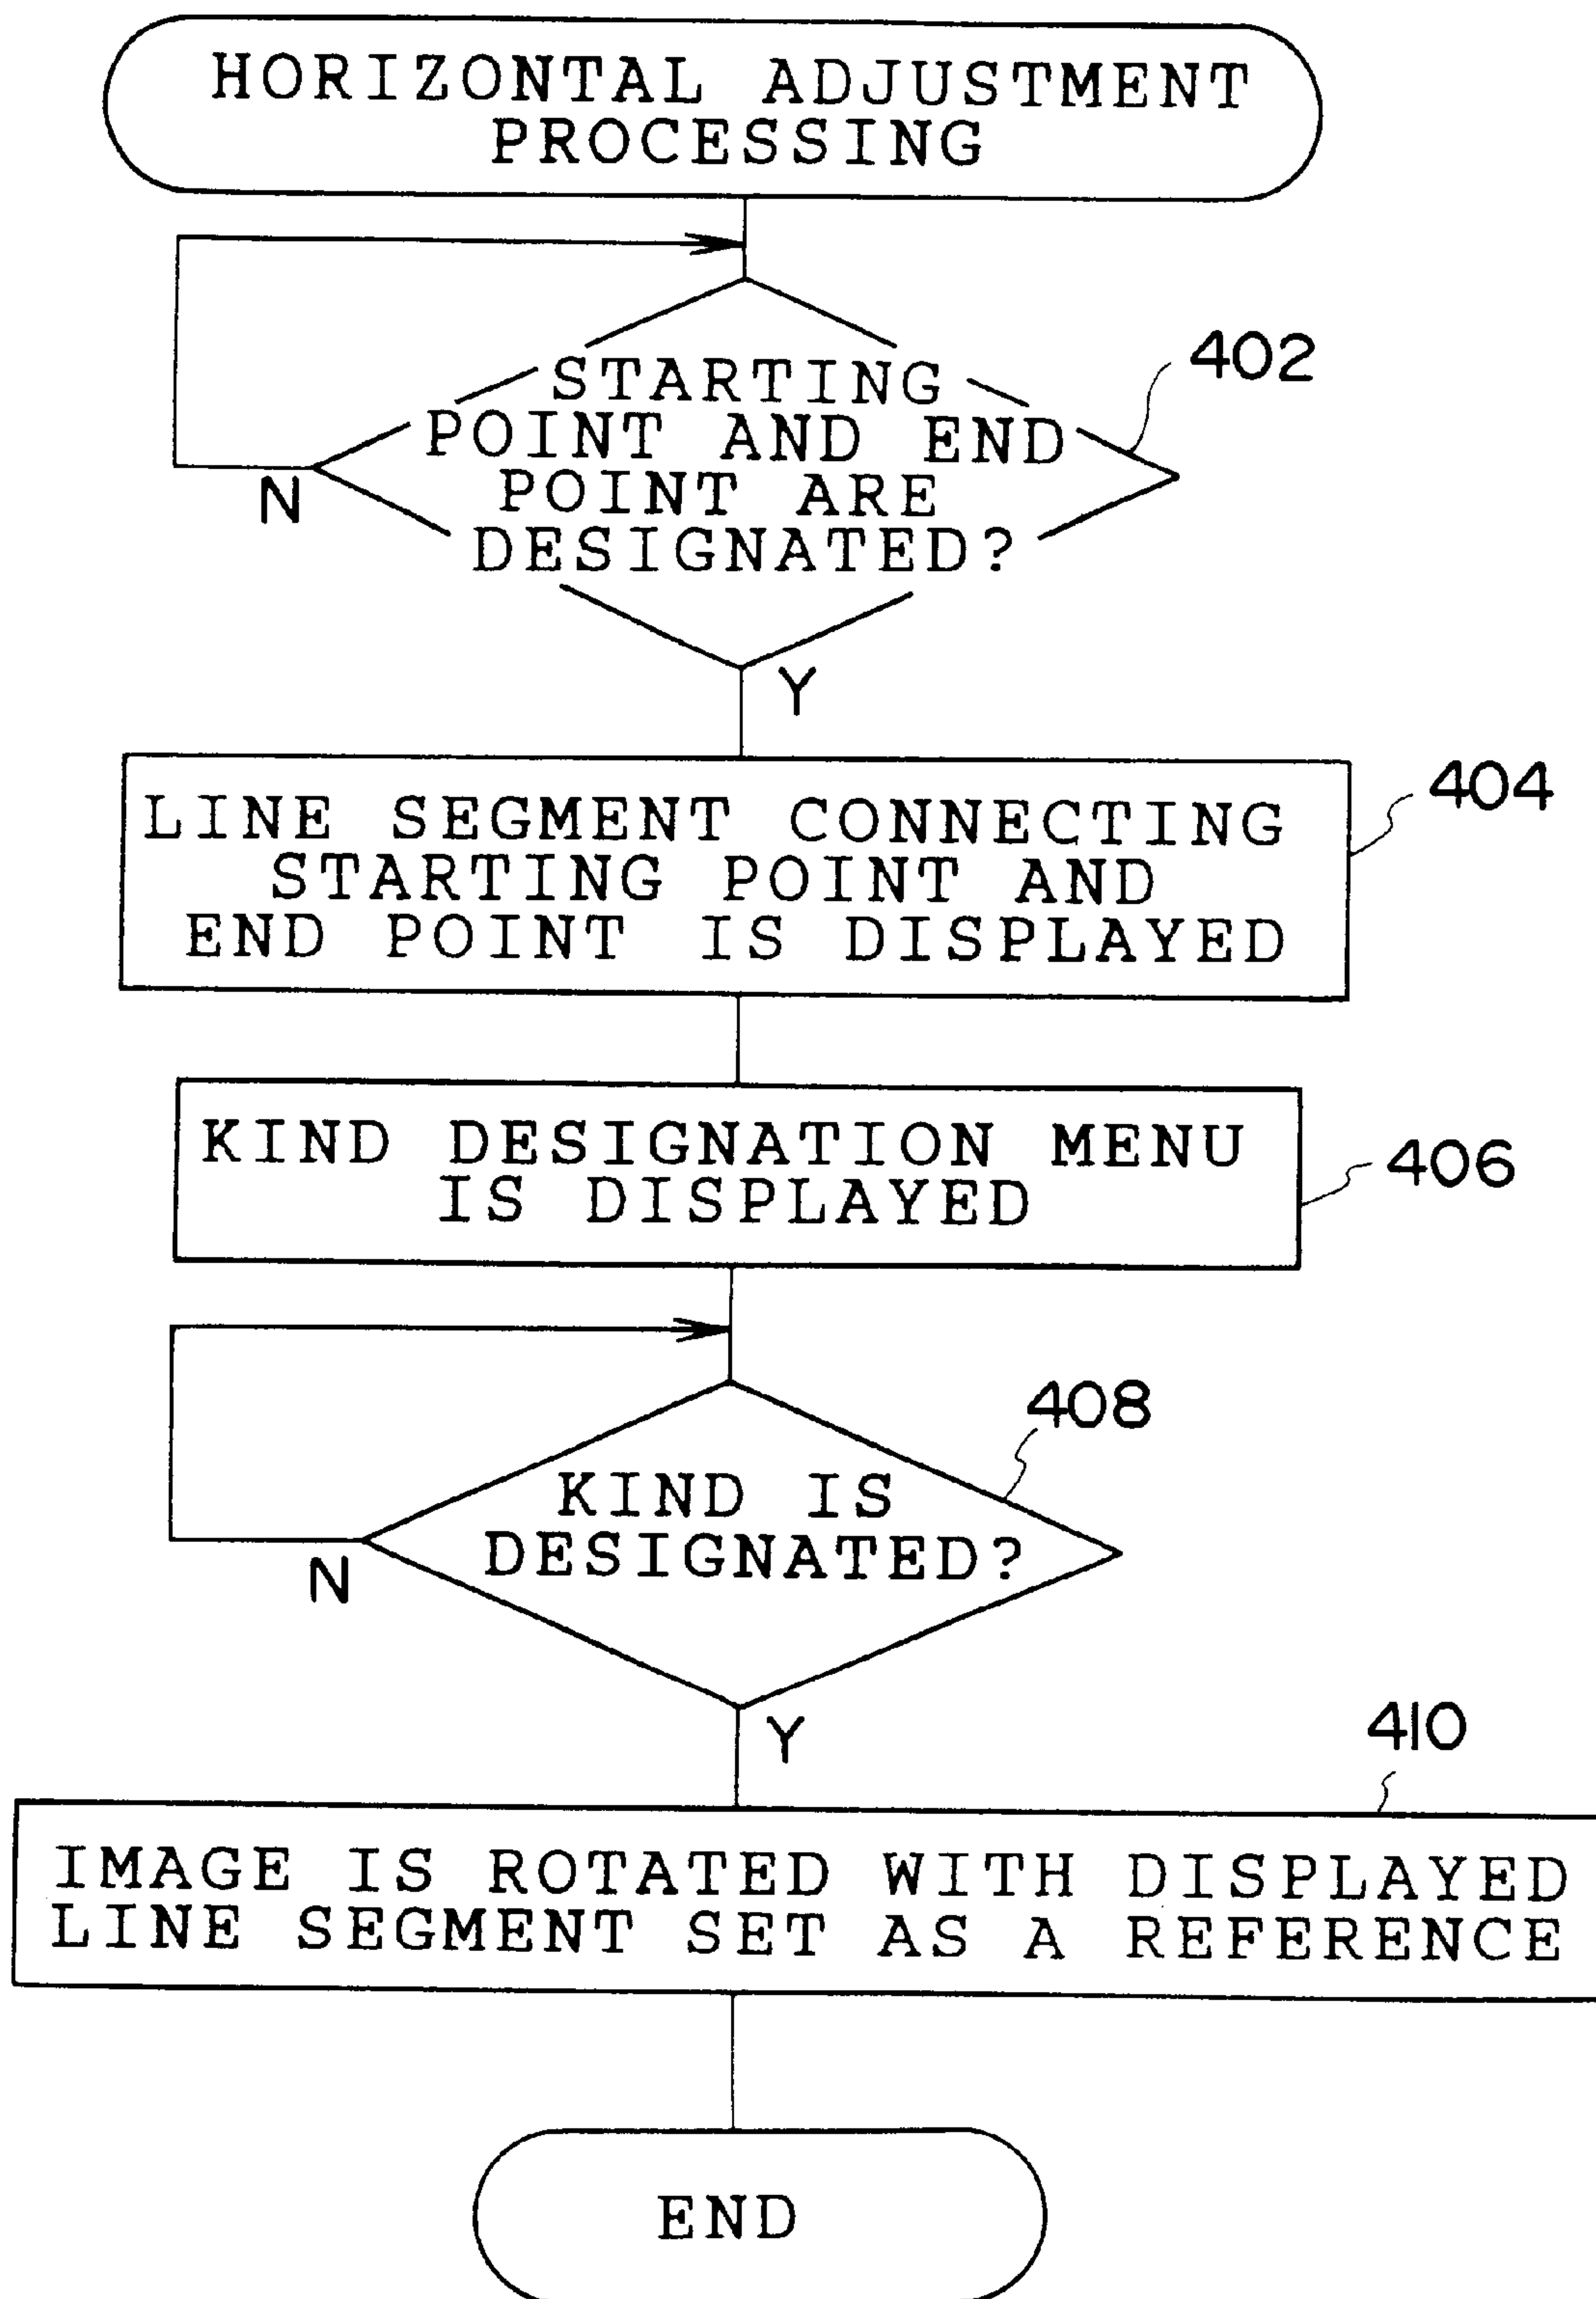 HORIZONTAL ADJUSTMENT
PROCESSING
402
STARTING
POINT AND END
POINT ARE
DESIGNATED?
N
Y
404
LINE SEGMENT CONNECTING
STARTING POINT AND
END POINT IS DISPLAYED
KIND DESIGNATION MENU
IS DISPLAYED
406
408
KIND IS
DESIGNATED?
N
Y
410
IMAGE IS ROTATED WITH DISPLAYED
LINE SEGMENT SET AS A REFERENCE
END